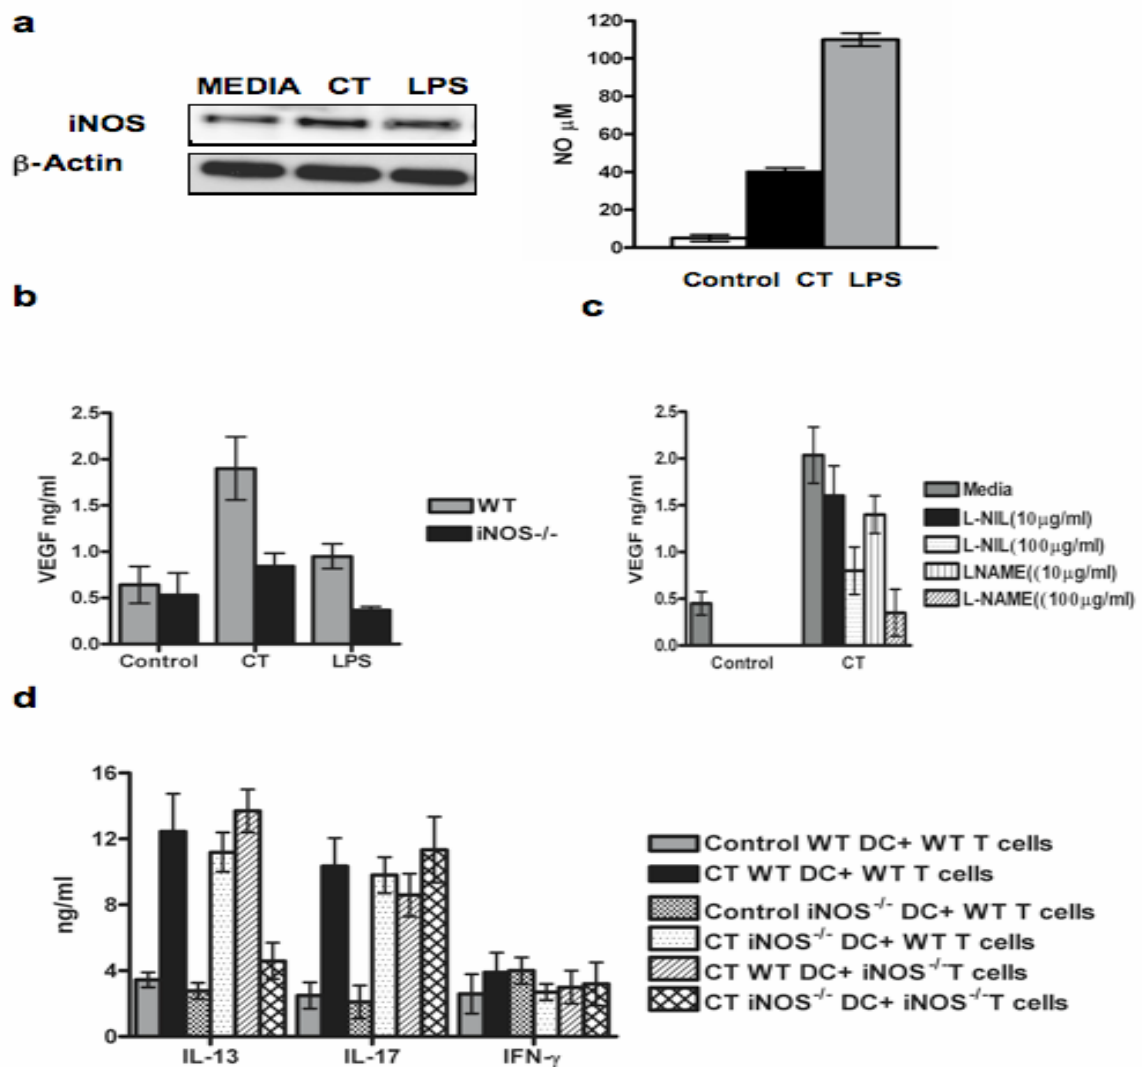 a
MEDIA CT LPS
iNOS
β-Actin
NO μM
120
100
80
60
40
20
0
Control CT LPS
b
VEGF ng/ml
2.5
2.0
1.5
1.0
0.5
0.0
Control CT LPS
WT
iNOS-/-
c
VEGF ng/ml
2.5
2.0
1.5
1.0
0.5
0.0
Control CT
Media
L-NIL(10μg/ml)
L-NIL(100μg/ml)
LNAME((10μg/ml)
L-NAME((100μg/ml)
d
ng/ml
16
12
8
4
0
IL-13 IL-17 IFN-γ
Control WT DC+ WT T cells
CT WT DC+ WT T cells
Control iNOS-/- DC+ WT T cells
CT iNOS-/- DC+ WT T cells
CT WT DC+ iNOS-/-T cells
CT iNOS-/- DC+ iNOS-/-T cells